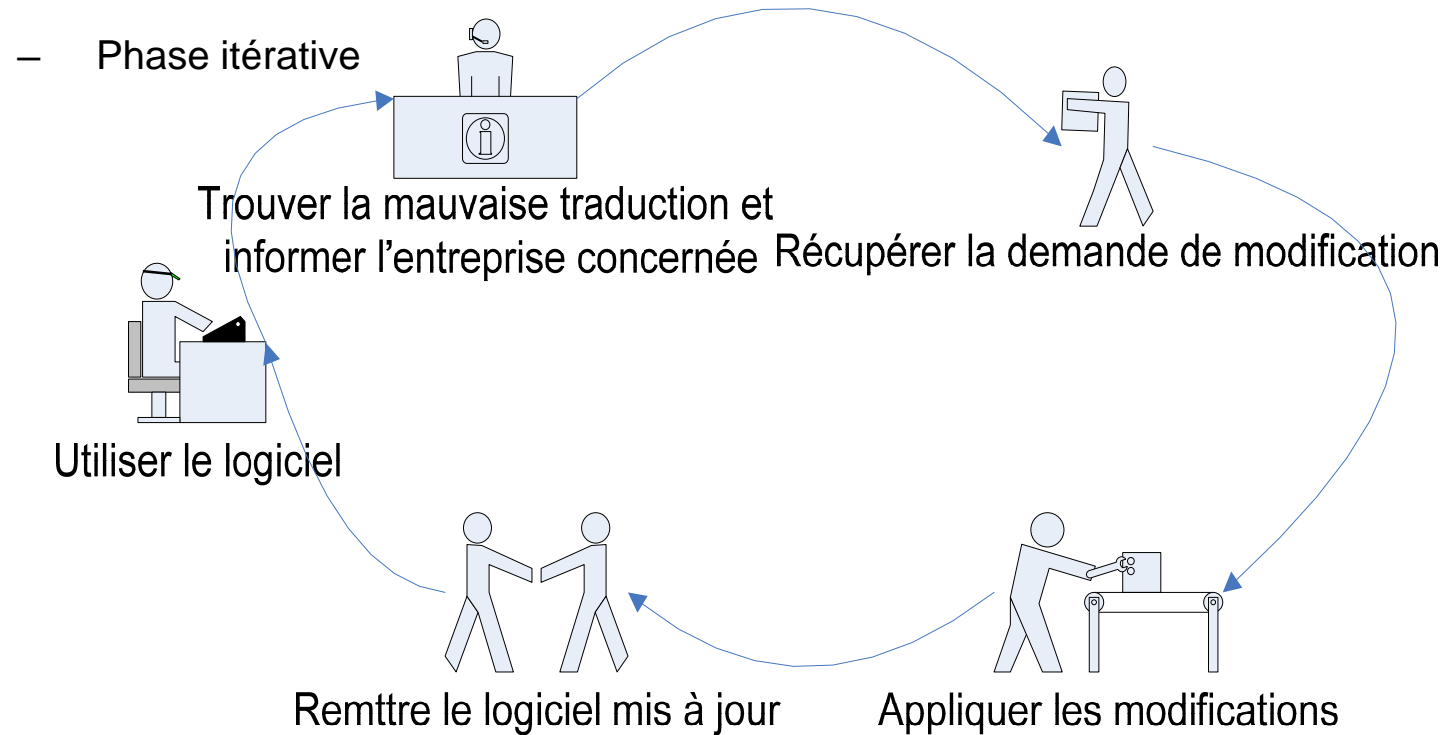 – Phase itérative
Trouver la mauvaise traduction et
informer l’entreprise concernée
Récupérer la demande de modification
Utiliser le logiciel
Remttre le logiciel mis à jour
Appliquer les modifications